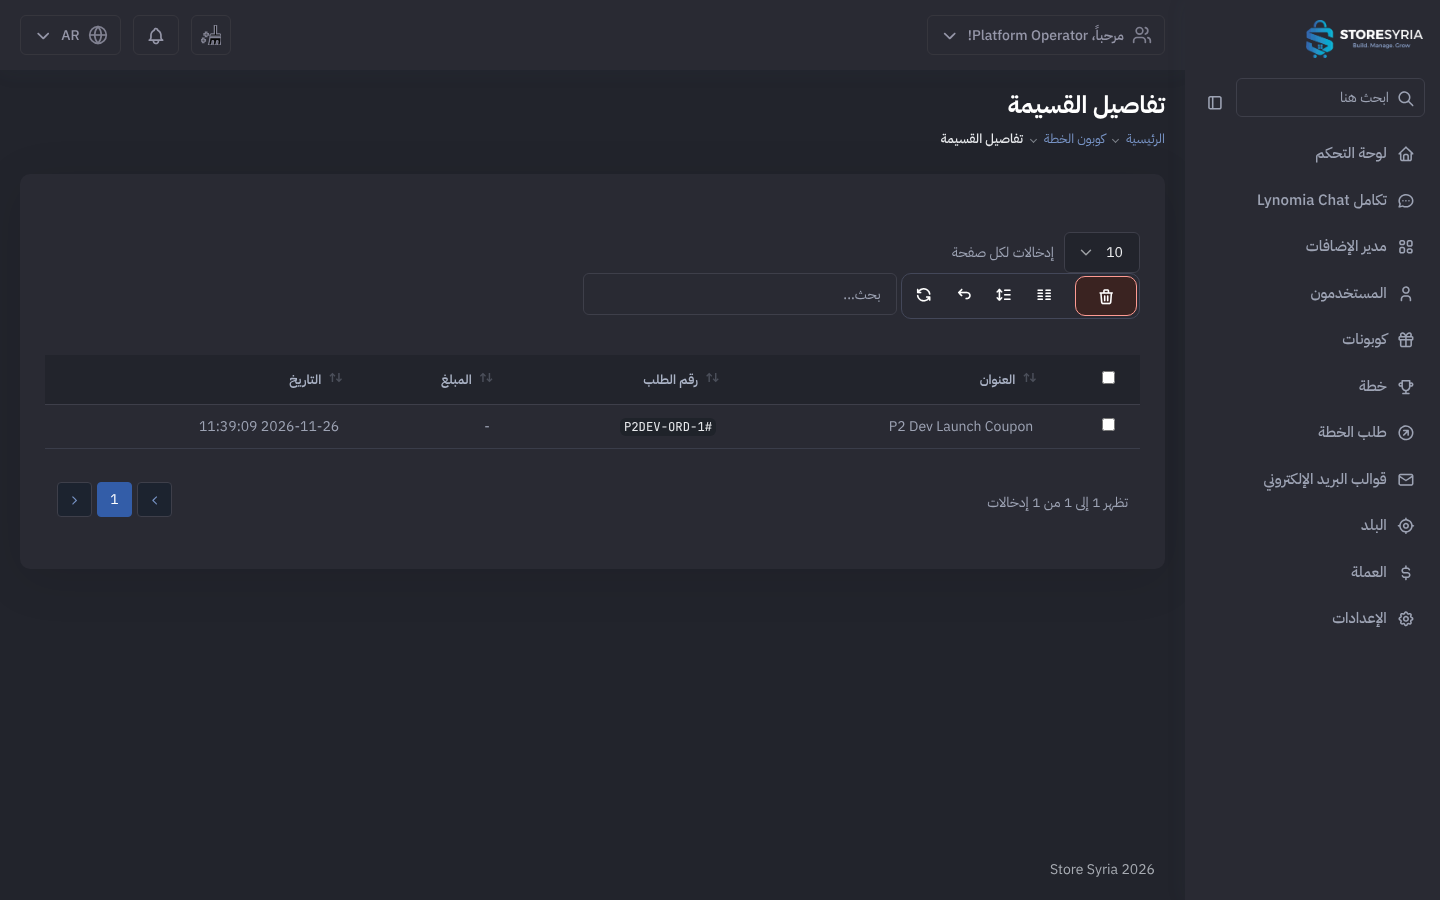 STORESYRIA
Build. Manage. Grow
مرحباً، Platform Operator!
AR
ابحث هنا
لوحة التحكم
تكامل Lynomia Chat
مدير الإضافات
المستخدمون
كوبونات
خطة
طلب الخطة
قوالب البريد الإلكتروني
البلد
العملة
الإعدادات
تفاصيل القسيمة
الرئيسية
كوبون الخطة
تفاصيل القسيمة
10
إدخالات لكل صفحة
بحث...
العنوان
رقم الطلب
المبلغ
التاريخ
P2 Dev Launch Coupon
P2DEV-ORD-1#
-
11:39:09 2026-11-26
تظهر 1 إلى 1 من 1 إدخالات
1
Store Syria 2026